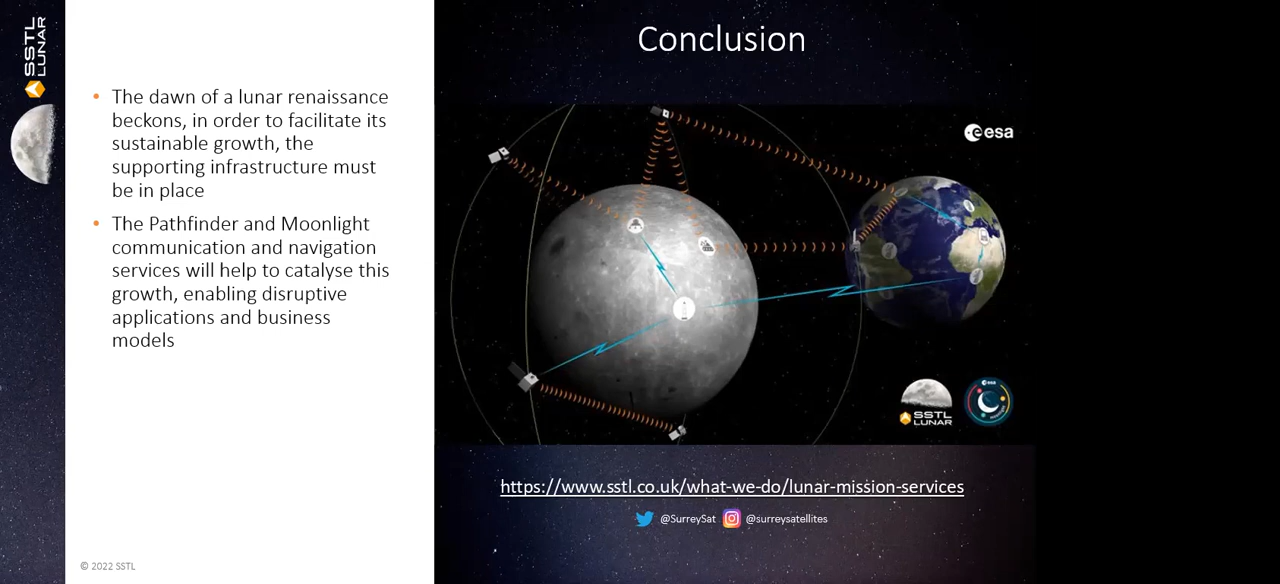 SSTL
LUNAR
Conclusion
• The dawn of a lunar renaissance
beckons, in order to facilitate its
sustainable growth, the
supporting infrastructure must
be in place
• The Pathfinder and Moonlight
communication and navigation
services will help to catalyse this
growth, enabling disruptive
applications and business
models
esa
SSTL
LUNAR
esa
https://www.sstl.co.uk/what-we-do/lunar-mission-services
@SurreySat @surreysatellites
© 2022 SSTL